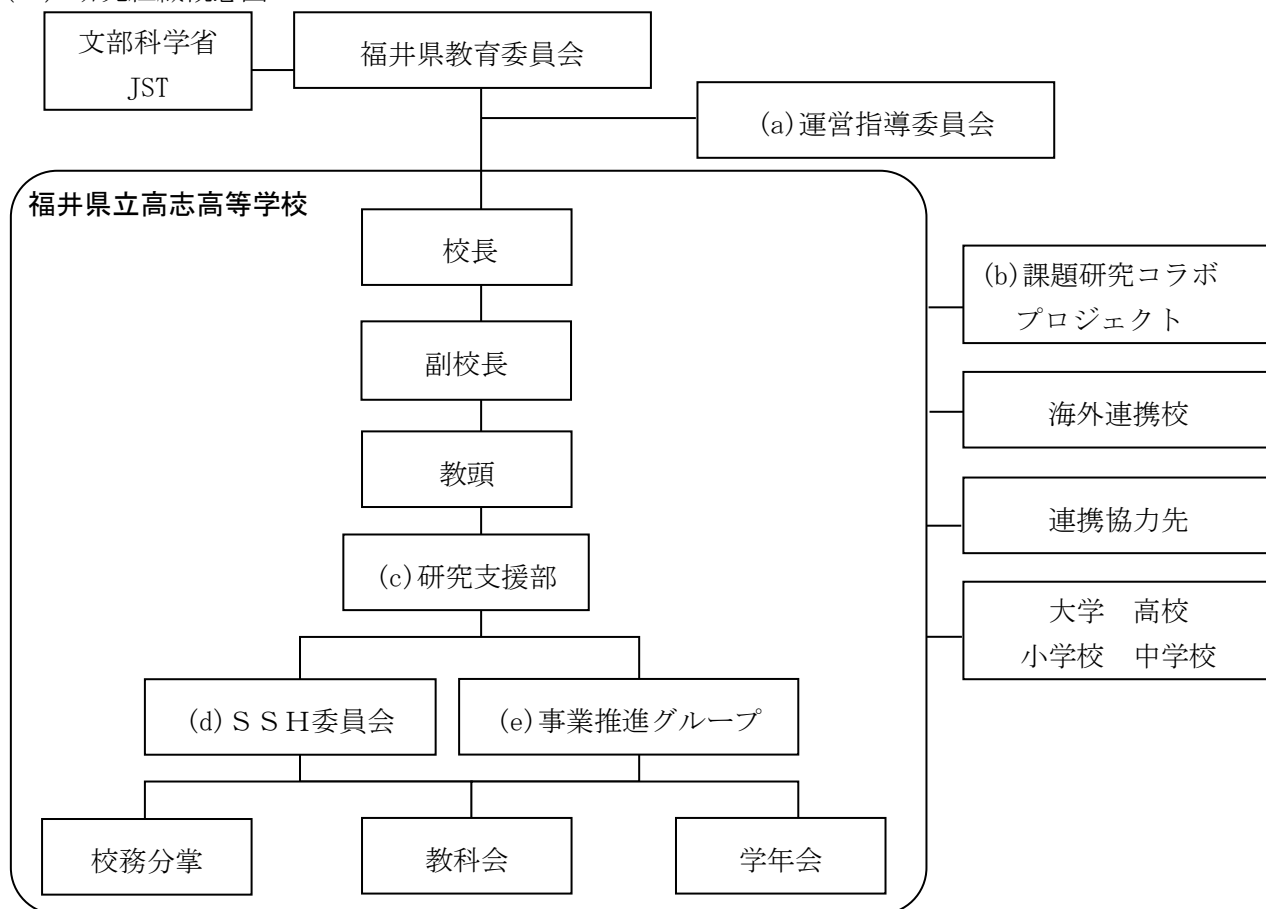 文部科学省
JST
福井県教育委員会
(a)運営指導委員会
福井県立高志高等学校
校長
副校長
教頭
(c)研究支援部
(d)ＳＳＨ委員会
(e)事業推進グループ
校務分掌
教科会
学年会
(b)課題研究コラボ
プロジェクト
海外連携校
連携協力先
大学　高校
小学校　中学校